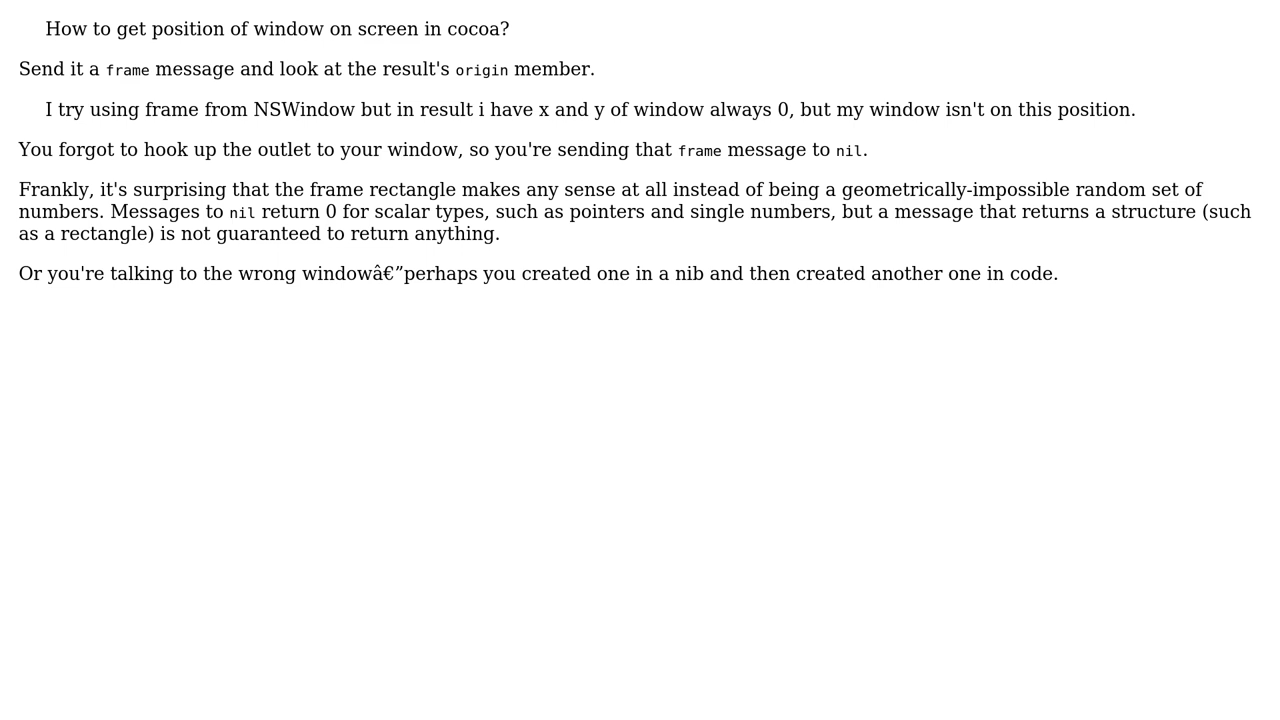 How to get position of window on screen in cocoa?
Send it a frame message and look at the result's origin member.
I try using frame from NSWindow but in result i have x and y of window always 0, but my window isn't on this position.
You forgot to hook up the outlet to your window, so you're sending that frame message to nil.
Frankly, it's surprising that the frame rectangle makes any sense at all instead of being a geometrically-impossible random set of
numbers. Messages to nil return 0 for scalar types, such as pointers and single numbers, but a message that returns a structure (such
as a rectangle) is not guaranteed to return anything.
Or you're talking to the wrong windowâ€”perhaps you created one in a nib and then created another one in code.